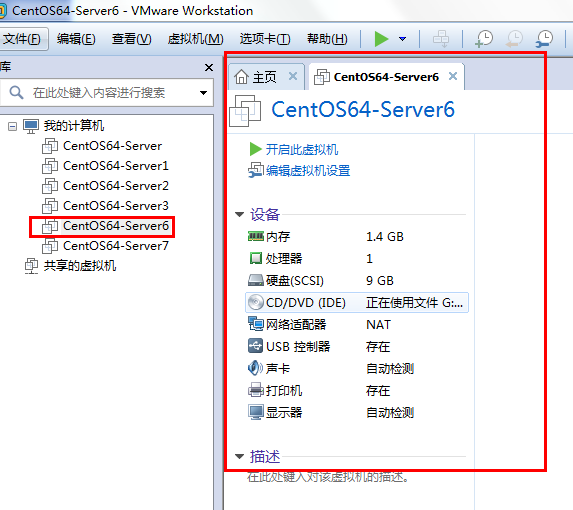 CentOS64-Server6 - VMware Workstation
文件(F) 编辑(E) 查看(V) 虚拟机(M) 选项卡(T) 帮助(H)
库
在此处键入内容进行搜索
我的计算机
CentOS64-Server
CentOS64-Server1
CentOS64-Server2
CentOS64-Server3
CentOS64-Server6
CentOS64-Server7
共享的虚拟机
主页 CentOS64-Server6
CentOS64-Server6
开启此虚拟机
编辑虚拟机设置
设备
内存 1.4 GB
处理器 1
硬盘(SCSI) 9 GB
CD/DVD (IDE) 正在使用文件 G:...
网络适配器 NAT
USB 控制器 存在
声卡 自动检测
打印机 存在
显示器 自动检测
描述
在此处键入对该虚拟机的描述。